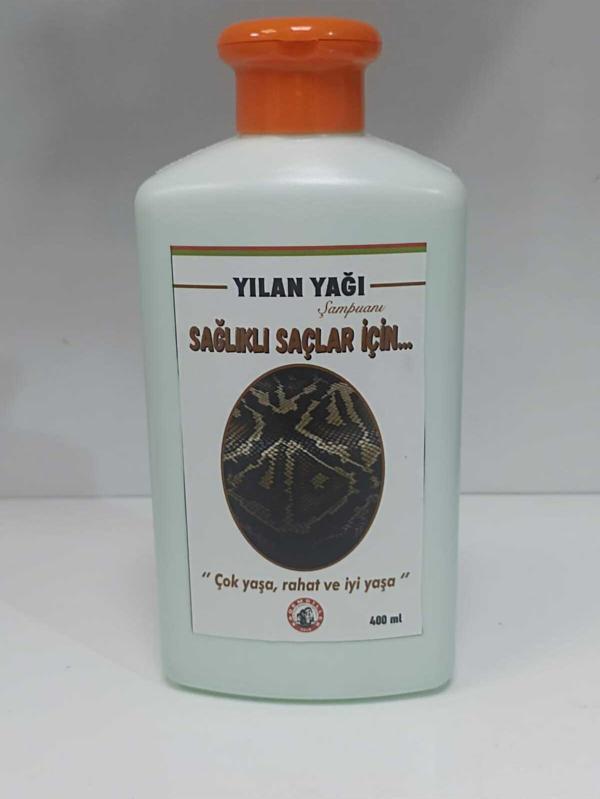 YILAN YAĞI
Şampuanı
SAĞLIKLI SAÇLAR İÇİN...
“ Çok yaşa, rahat ve iyi yaşa ”
400 ml